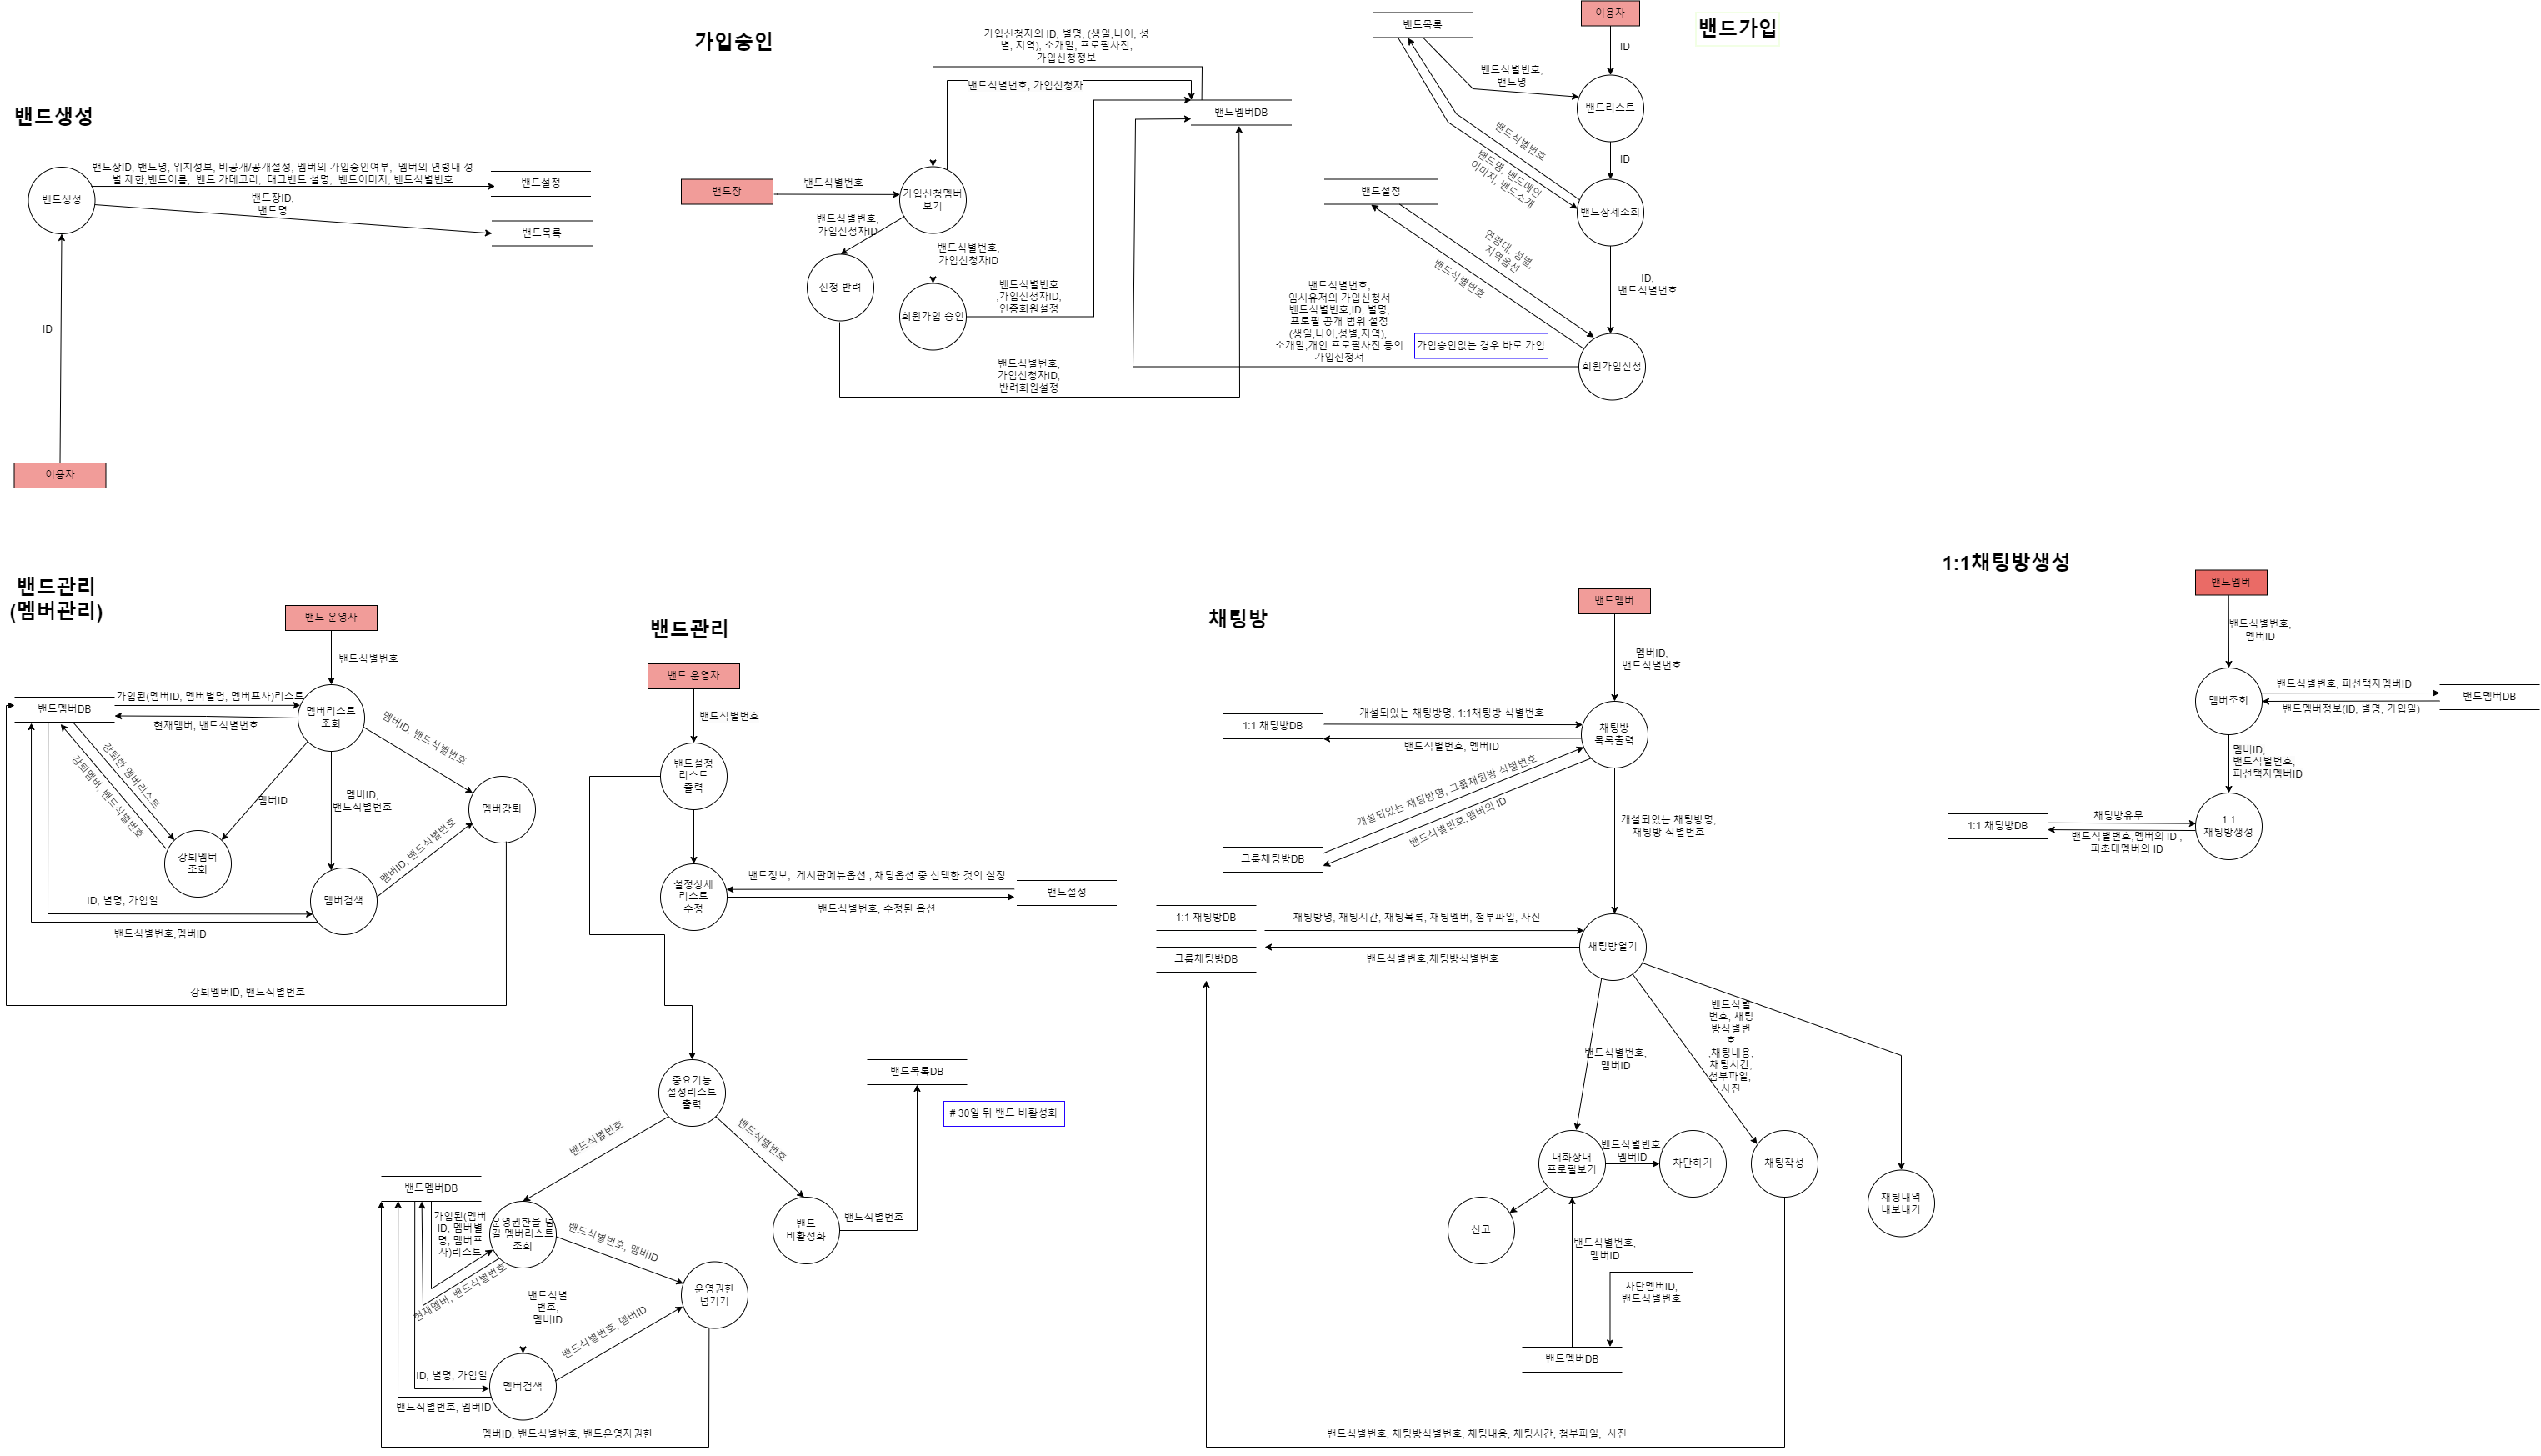 밴드생성
밴드생성
밴드장ID, 밴드명, 위치정보, 비공개/공개설정, 멤버의 가입승인여부, 멤버의 연령대 성
별 제한,밴드이름, 밴드 카테고리, 태그밴드 설명, 밴드이미지, 밴드식별번호
밴드장ID,
밴드명
밴드설정
밴드목록
ID
이용자
가입승인
가입신청자의 ID, 별명, (생일,나이, 성
별, 지역), 소개말, 프로필사진,
가입신청정보
밴드식별번호, 가입신청자
밴드멤버DB
밴드장
밴드식별번호
가입신청멤버
보기
밴드식별번호,
가입신청자ID
밴드식별번호,
가입신청자ID
신청 반려
회원가입 승인
밴드식별번호
,가입신청자ID,
인증회원설정
밴드식별번호,
가입신청자ID,
반려회원설정
밴드가입
이용자
ID
밴드목록
밴드식별번호,
밴드명
밴드리스트
ID
밴드식별번호
밴드명, 밴드메인
이미지, 밴드소개
밴드상세조회
밴드설정
연렴대, 성별,
지역옵션
밴드식별번호
ID,
밴드식별번호
밴드식별번호,
임시유저의 가입신청서
밴드식별번호,ID, 별명,
프로필 공개 범위 설정
(생일,나이,성별,지역),
소개말,개인 프로필사진 등의
가입신청서
가입승인없는 경우 바로 가입
회원가입신청
밴드관리
(멤버관리)
밴드 운영자
밴드식별번호
밴드멤버DB
가입된(멤버ID, 멤버별명, 멤버프사)리스트
현재멤버, 밴드식별번호
멤버리스트
조회
멤버ID, 밴드식별번호
강퇴한 멤버리스트
강퇴멤버, 밴드식별번호
멤버ID
멤버ID,
밴드식별번호
멤버강퇴
강퇴멤버
조회
멤버ID, 밴드식별번호
멤버검색
ID, 별명, 가입일
밴드식별번호,멤버ID
강퇴멤버ID, 밴드식별번호
밴드관리
밴드 운영자
밴드식별번호
밴드설정
리스트
출력
설정상세
리스트
수정
밴드정보, 게시판메뉴옵션 , 채팅옵션 중 선택한 것의 설정
밴드식별번호, 수정된 옵션
밴드설정
중요기능
설정리스트
출력
밴드목록DB
# 30일 뒤 밴드 비활성화
밴드식별번호
밴드식별번호
밴드멤버DB
가입된(멤버
ID, 멤버별
명, 멤버프
사)리스트
운영권한을 넘
길 멤버리스트
조회
현재멤버, 밴드식별번호
밴드식별번호, 멤버ID
밴드
비활성화
밴드식별번호
밴드식별
번호,
멤버ID
운영권한
넘기기
밴드식별번호, 멤버ID
ID, 별명, 가입일
멤버검색
밴드식별번호, 멤버ID
멤버ID, 밴드식별번호, 밴드운영자권한
채팅방
밴드멤버
멤버ID,
밴드식별번호
1:1 채팅방DB
개설되있는 채팅방명, 1:1채팅방 식별번호
밴드식별번호, 멤버ID
채팅방
목록출력
개설되있는 채팅방명, 그룹채팅방 식별번호
밴드식별번호,멤버의 ID
그룹채팅방DB
개설되있는 채팅방명,
채팅방 식별번호
1:1 채팅방DB
그룹채팅방DB
채팅방명, 채팅시간, 채팅목록, 채팅멤버, 첨부파일, 사진
밴드식별번호,채팅방식별번호
채팅방열기
밴드식별번호,
멤버ID
밴드식별
번호, 채팅
방식별번
호
,채팅내용,
채팅시간,
첨부파일,
사진
대화상대
프로필보기
밴드식별번호,
멤버ID
차단하기
채팅작성
채팅내역
내보내기
신고
밴드식별번호,
멤버ID
차단멤버ID,
밴드식별번호
밴드멤버DB
밴드식별번호, 채팅방식별번호, 채팅내용, 채팅시간, 첨부파일, 사진
1:1채팅방생성
밴드멤버
밴드식별번호,
멤버ID
멤버조회
밴드식별번호, 피선택자멤버ID
밴드멤버정보(ID, 별명, 가입일)
밴드멤버DB
멤버ID,
밴드식별번호,
피선택자멤버ID
1:1 채팅방DB
채팅방유무
밴드식별번호,멤버의 ID ,
피초대멤버의 ID
1:1
채팅방생성